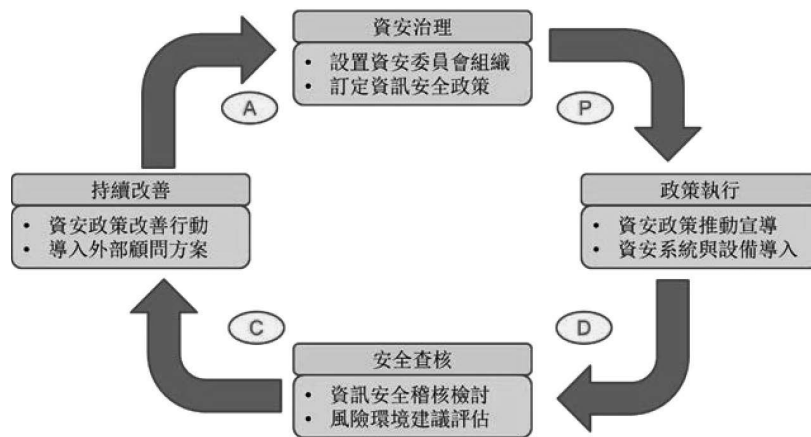 資安治理
• 設置資安委員會組織
• 訂定資訊安全政策
A
P
持續改善
• 資安政策改善行動
• 導入外部顧問方案
政策執行
• 資安政策推動宣導
• 資安系統與設備導入
C
D
安全查核
• 資訊安全稽核檢討
• 風險環境建議評估